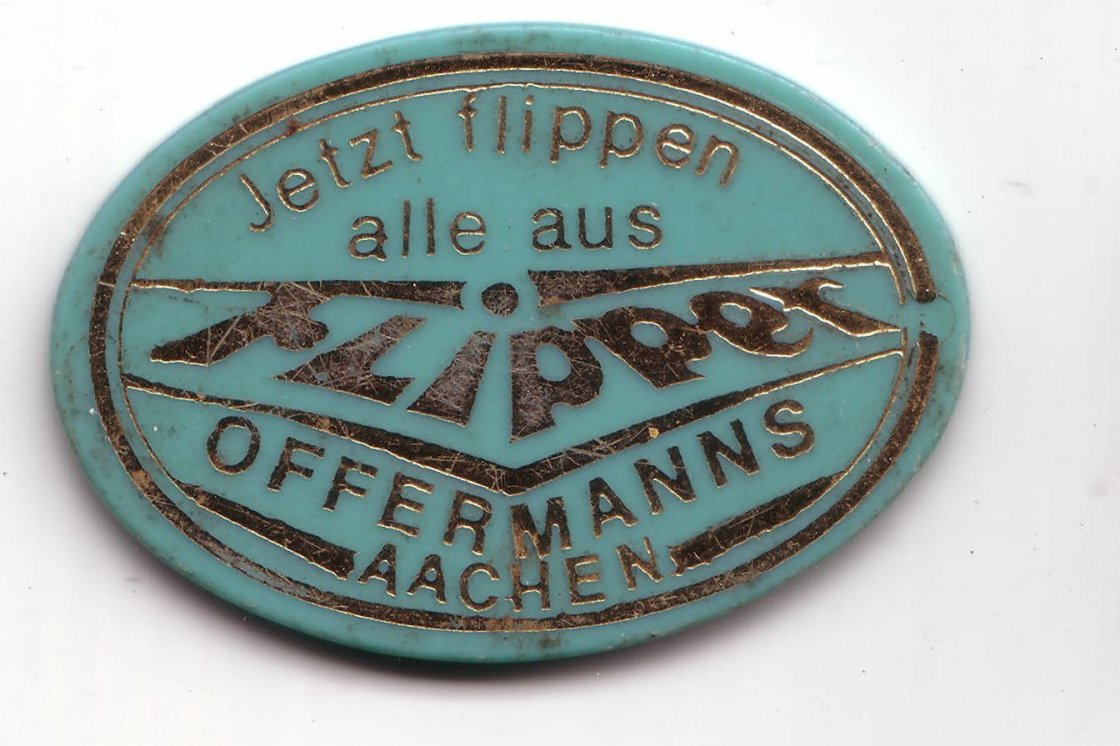 Jetzt flippen
alle aus
FLipper
OFFERMANNS
AACHEN